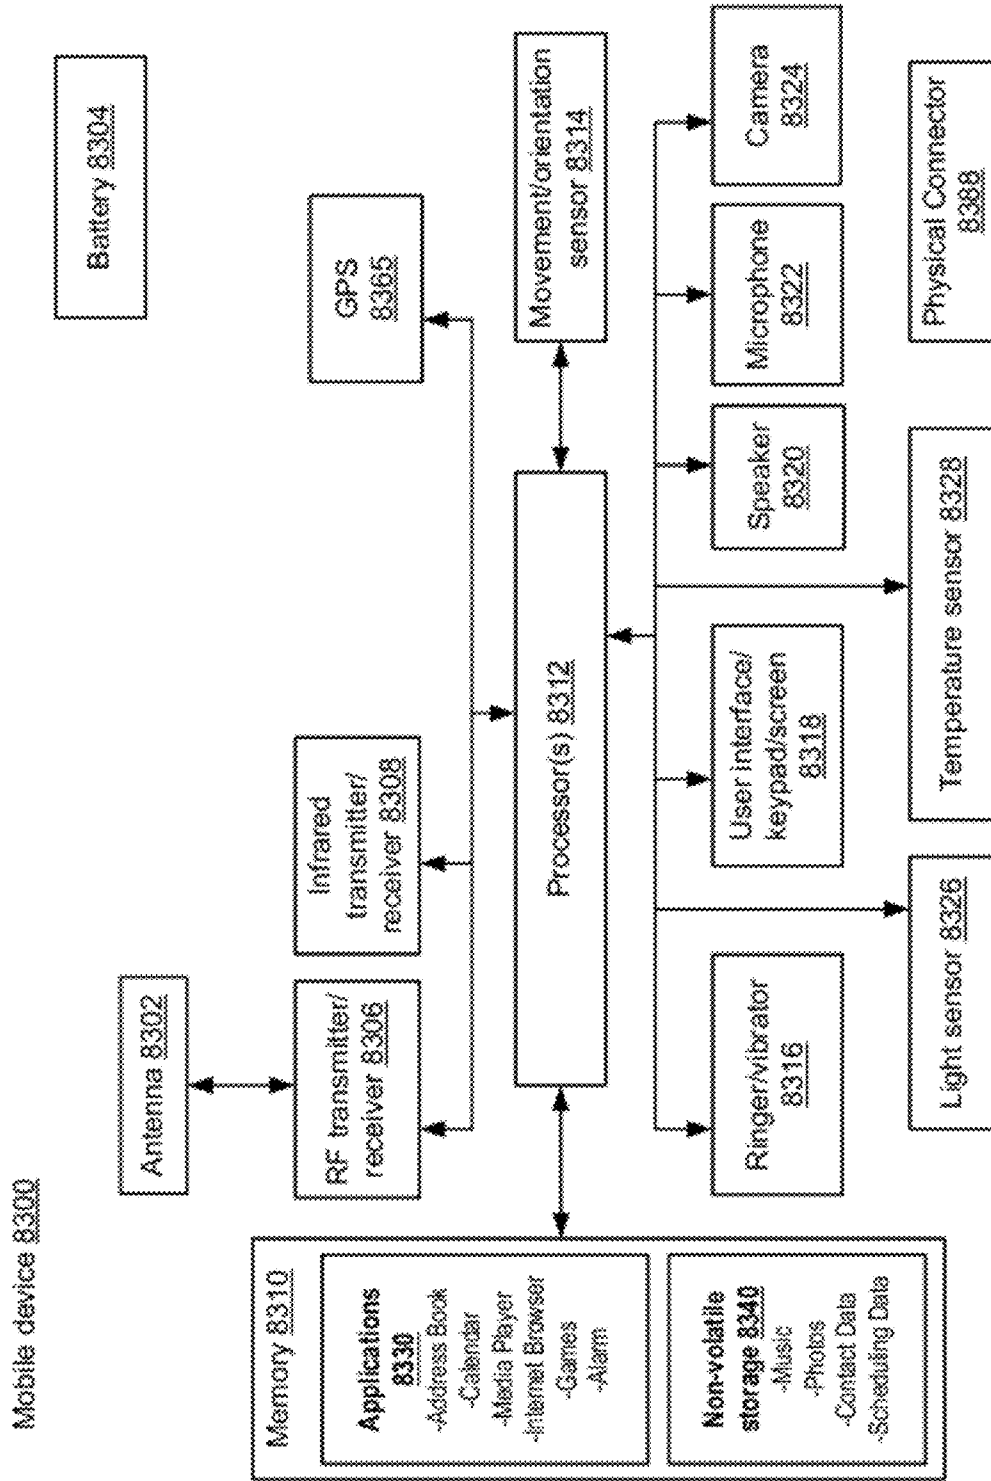 Mobile device 8300
Antenna 8302
Battery 8304
RF transmitter/
receiver 8306
Infrared
transmitter/
receiver 8308
GPS
8365
Memory 8310
Applications
8330
-Address Book
-Calendar
-Media Player
-Internet Browser
-Games
-Alarm
Non-volatile
storage 8340
-Music
-Photos
-Contact Data
-Scheduling Data
Processor(s) 8312
Movement/orientation
sensor 8314
Ringer/vibrator
8316
User interface/
keypad/screen
8318
Speaker
8320
Microphone
8322
Camera
8324
Light sensor 8326
Temperature sensor 8328
Physical Connector
8388